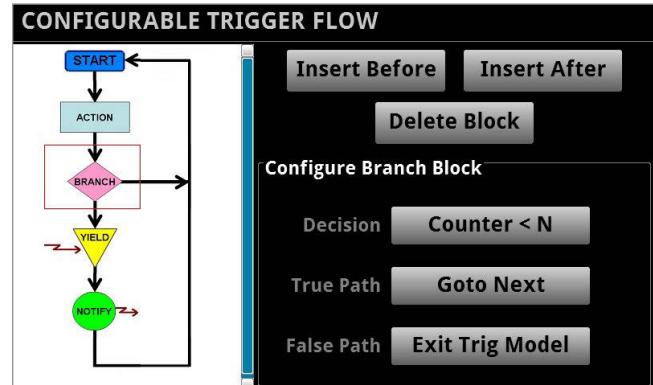 CONFIGURABLE TRIGGER FLOW
START
ACTION
BRANCH
YIELD
NOTIFY
Insert Before
Insert After
Delete Block
Configure Branch Block
Decision Counter < N
True Path Goto Next
False Path Exit Trig Model